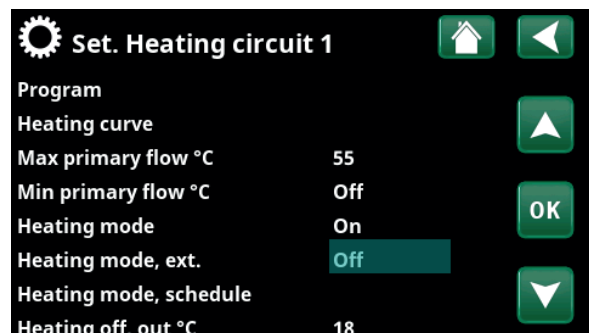 Set. Heating circuit 1
Program
Heating curve
Max primary flow °C 55
Min primary flow °C Off
Heating mode On
OK
Heating mode, ext. Off
Heating mode, schedule
Heating off, out °C 18